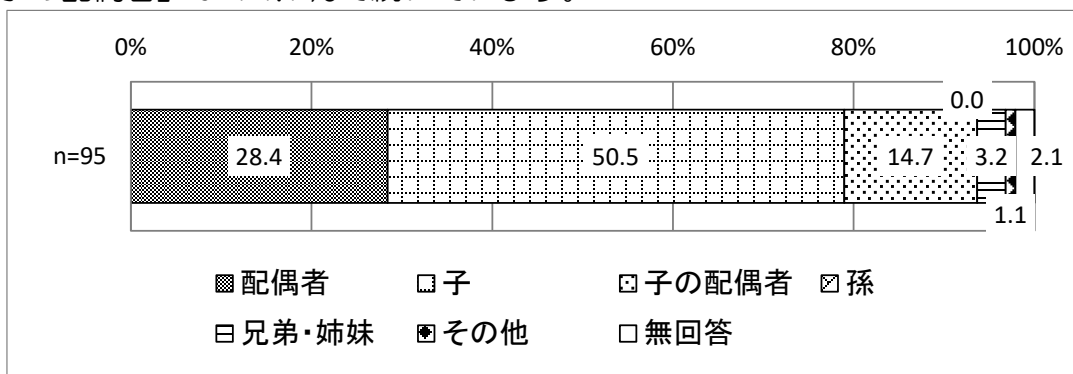 0% 20% 40% 60% 80% 100%
0.0
n=95 28.4 50.5 14.7 3.2 2.1
1.1
配偶者 子 子の配偶者 孫
兄弟・姉妹 その他 無回答